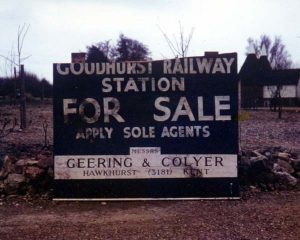 GOUDHURST RAILWAY
STATION
FOR SALE
APPLY SOLE AGENTS
MESSRS
GEERING & COLYER
HAWKHURST (3181) KENT